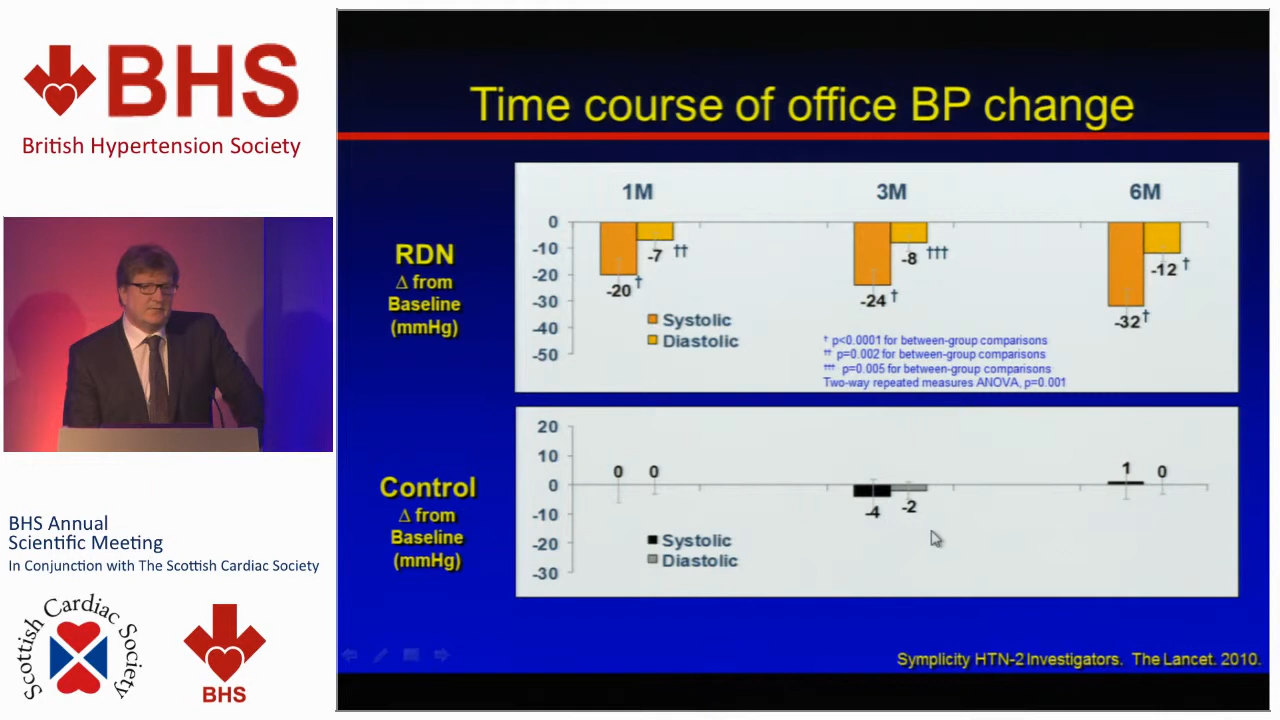 BHS
British Hypertension Society
BHS Annual
Scientific Meeting
In Conjunction with The Scottish Cardiac Society
Scottish Cardiac Society
BHS
Time course of office BP change
RDN
Δ from
Baseline
(mmHg)
1M
3M
6M
0
-10
-20
-30
-40
-50
-20 †
-7 ††
-24 †
-8 †††
-32 †
-12 †
Systolic
Diastolic
† p<0.0001 for between-group comparisons
†† p=0.002 for between-group comparisons
††† p=0.005 for between-group comparisons
Two-way repeated measures ANOVA, p=0.001
Control
Δ from
Baseline
(mmHg)
20
10
0
-10
-20
-30
0 0
-4 -2
1 0
Systolic
Diastolic
Symplicity HTN-2 Investigators. The Lancet. 2010.